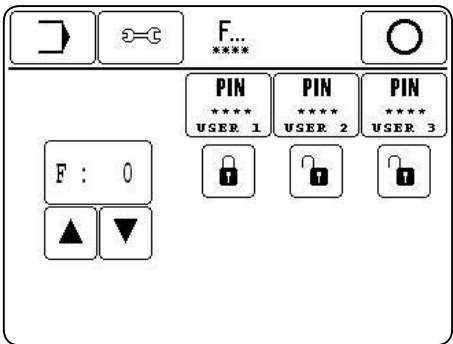 F...
****
PIN PIN PIN
**** **** ****
USER 1 USER 2 USER 3
F : 0